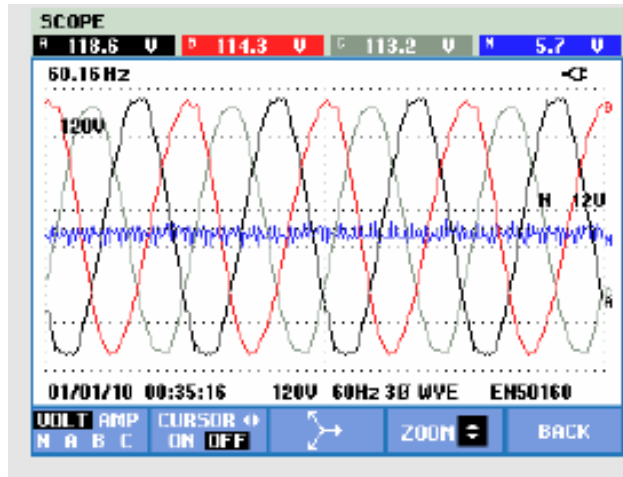 SCOPE
A 118.6 V B 114.3 V C 113.2 V N 5.7 V
60.16 Hz
120V
B
N 12V
N
C
A
01/01/10 00:35:16 120V 60Hz 3Ø WYE EN50160
VOLT AMP CURSOR ZOOM BACK
N A B C ON OFF